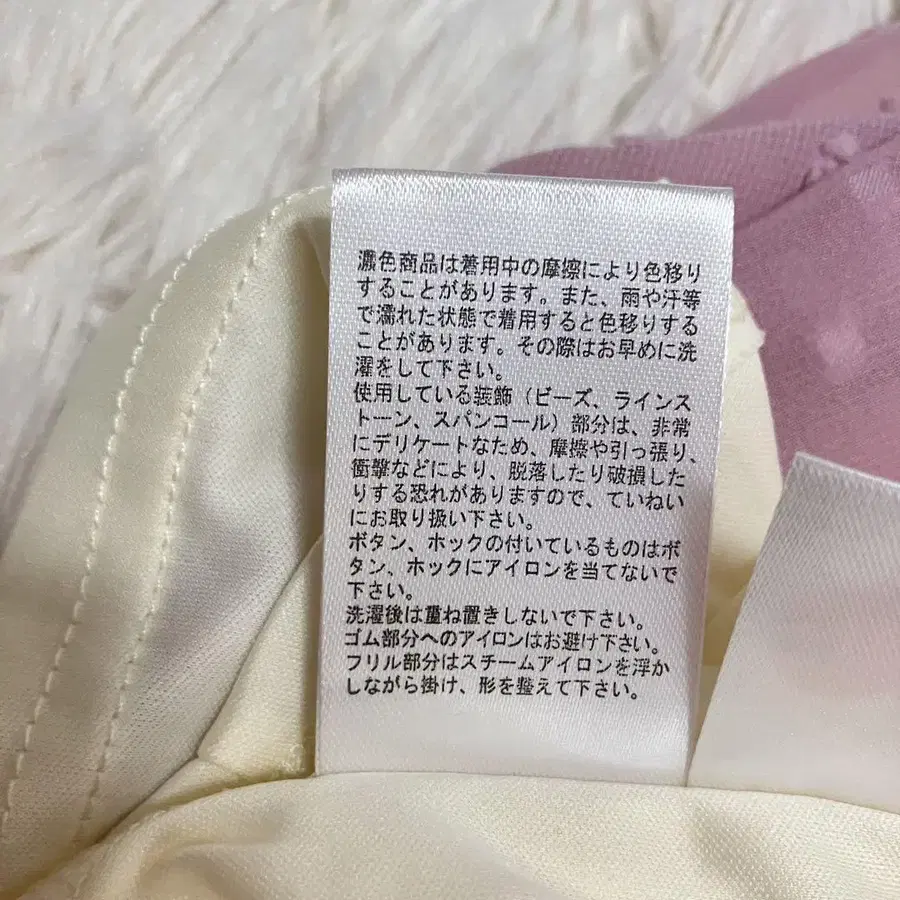 濃色商品は着用中の摩擦により色移り
することがあります。また、雨や汗等
で濡れた状態で着用すると色移りする
ことがあります。その際はお早めに洗
濯をして下さい。
使用している装飾（ビーズ、ラインス
トーン、スパンコール）部分は、非常
にデリケートなため、摩擦や引っ張り、
衝撃などにより、脱落したり破損した
りする恐れがありますので、ていねい
にお取り扱い下さい。
ボタン、ホックの付いているものはボ
タン、ホックにアイロンを当てないで
下さい。
洗濯後は重ね置きしないで下さい。
ゴム部分へのアイロンはお避け下さい。
フリル部分はスチームアイロンを浮か
しながら掛け、形を整えて下さい。